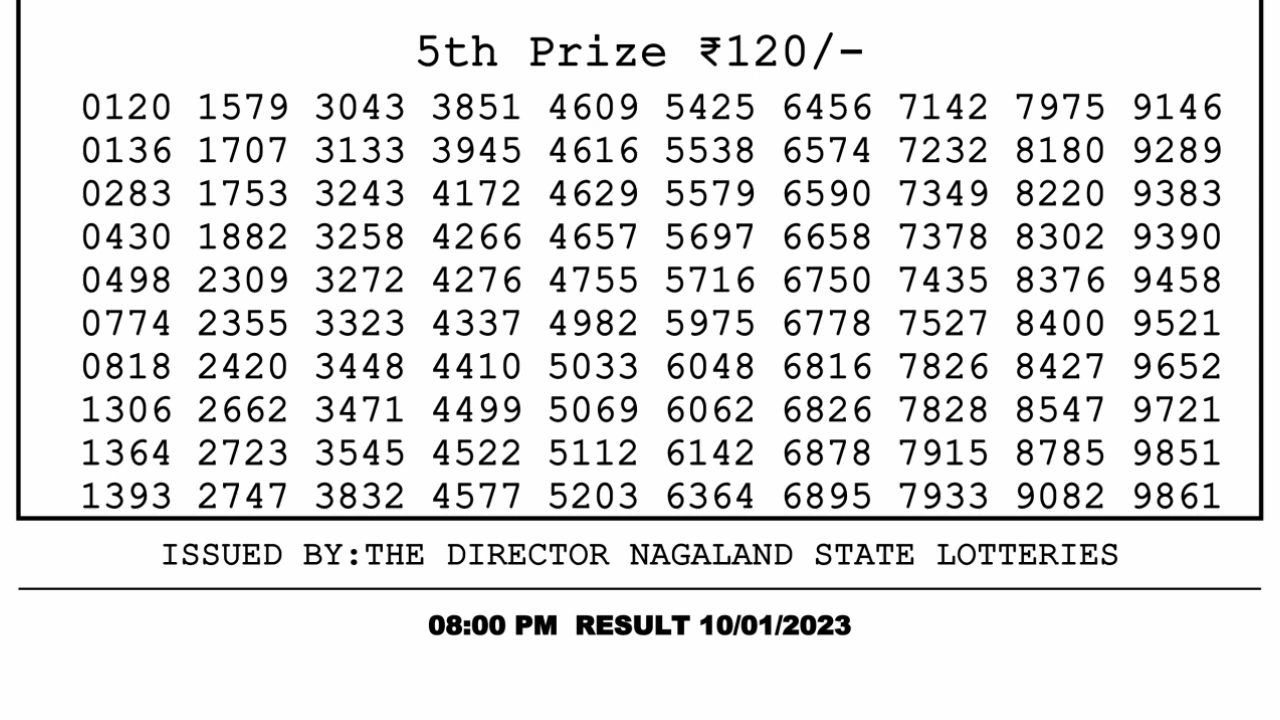 5th Prize ₹120/-
0120 1579 3043 3851 4609 5425 6456 7142 7975 9146
0136 1707 3133 3945 4616 5538 6574 7232 8180 9289
0283 1753 3243 4172 4629 5579 6590 7349 8220 9383
0430 1882 3258 4266 4657 5697 6658 7378 8302 9390
0498 2309 3272 4276 4755 5716 6750 7435 8376 9458
0774 2355 3323 4337 4982 5975 6778 7527 8400 9521
0818 2420 3448 4410 5033 6048 6816 7826 8427 9652
1306 2662 3471 4499 5069 6062 6826 7828 8547 9721
1364 2723 3545 4522 5112 6142 6878 7915 8785 9851
1393 2747 3832 4577 5203 6364 6895 7933 9082 9861
ISSUED BY:THE DIRECTOR NAGALAND STATE LOTTERIES
08:00 PM RESULT 10/01/2023